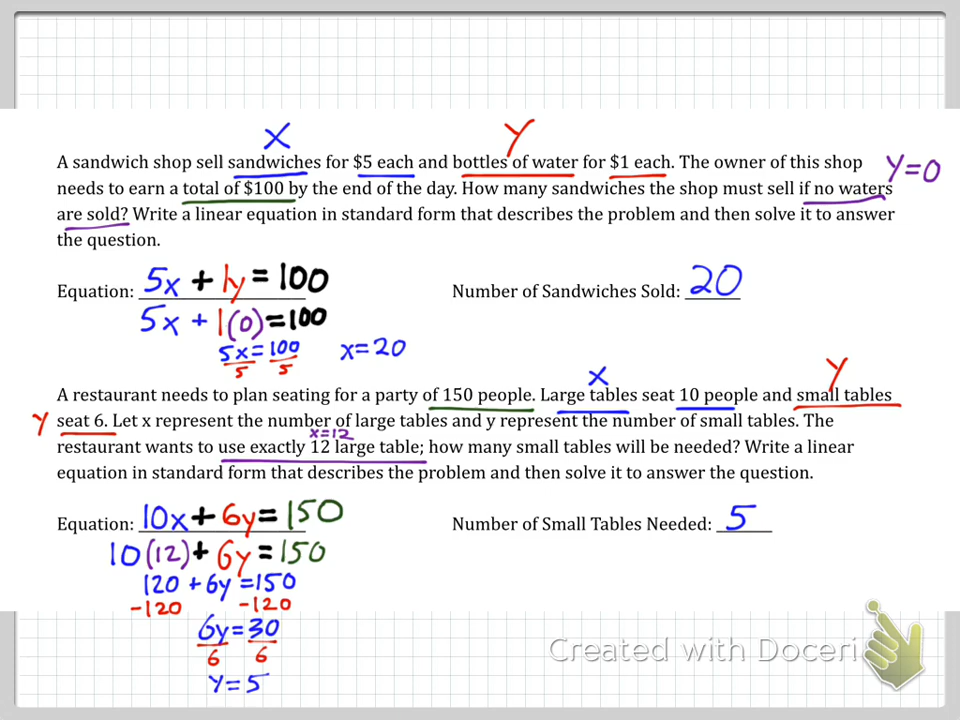 X Y
A sandwich shop sell sandwiches for $5 each and bottles of water for $1 each. The owner of this shop
Y=0
needs to earn a total of $100 by the end of the day. How many sandwiches the shop must sell if no waters
are sold? Write a linear equation in standard form that describes the problem and then solve it to answer
the question.
Equation: 5x + 1y = 100 Number of Sandwiches Sold: 20
5x + 1(0) = 100
5x = 100 x=20
5 5
X Y
A restaurant needs to plan seating for a party of 150 people. Large tables seat 10 people and small tables
Y seat 6. Let x represent the number of large tables and y represent the number of small tables. The
x=12
restaurant wants to use exactly 12 large table; how many small tables will be needed? Write a linear
equation in standard form that describes the problem and then solve it to answer the question.
Equation: 10x + 6y = 150 Number of Small Tables Needed: 5
10(12) + 6y = 150
120 + 6y = 150
-120 -120
6y = 30
6 6
Y = 5
Created with Doceri